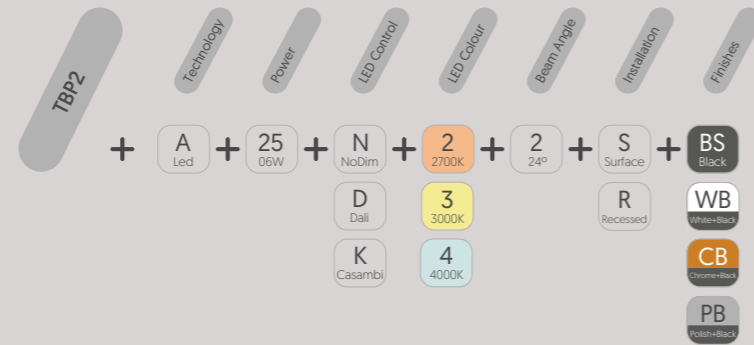 TBP2
Technology
Power
LED Control
LED Colour
Beam Angle
Installation
Finishes
+ A + 25 + N + 2 + 2 + S + BS
Led 06W NoDim 2700K 24º Surface Black
D 3 R WB
Dali 3000K Recessed White+Black
K 4 CB
Casambi 4000K Chrome+Black
PB
Polish+Black